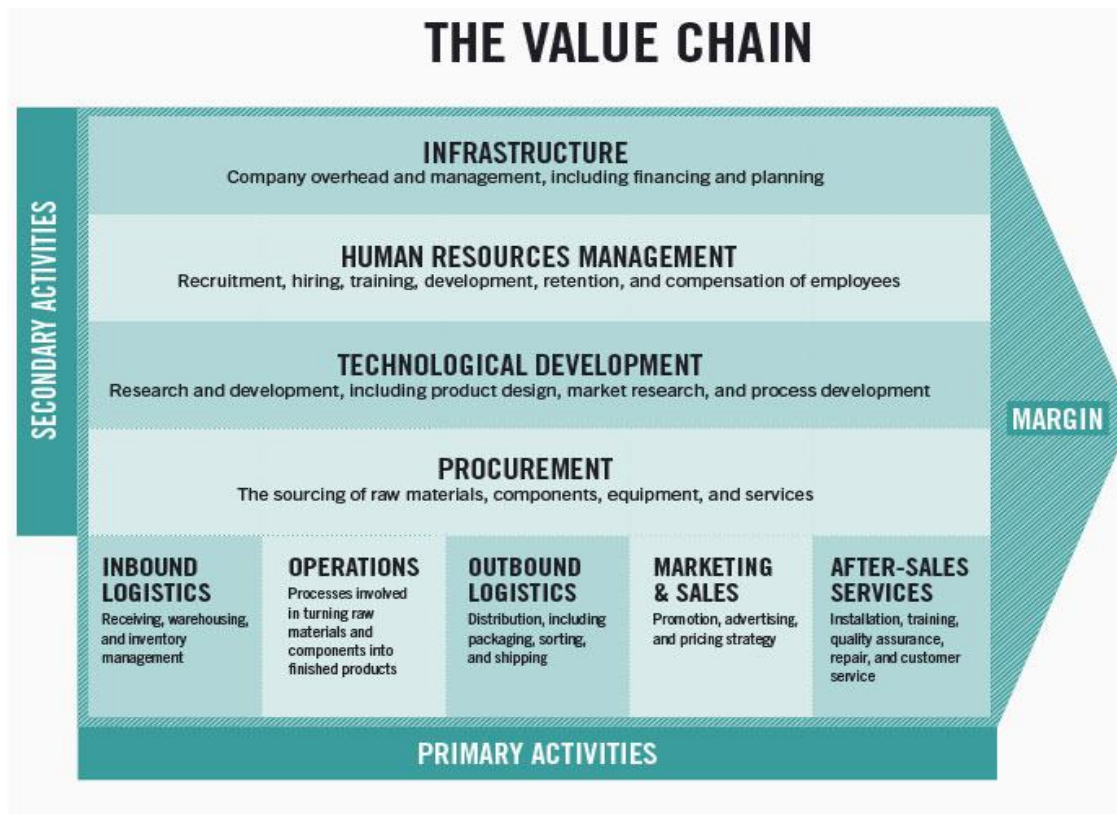 THE VALUE CHAIN
SECONDARY ACTIVITIES
INFRASTRUCTURE
Company overhead and management, including financing and planning
HUMAN RESOURCES MANAGEMENT
Recruitment, hiring, training, development, retention, and compensation of employees
TECHNOLOGICAL DEVELOPMENT
Research and development, including product design, market research, and process development
PROCUREMENT
The sourcing of raw materials, components, equipment, and services
INBOUND
LOGISTICS
Receiving, warehousing,
and inventory
management
OPERATIONS
Processes involved
in turning raw
materials and
components into
finished products
OUTBOUND
LOGISTICS
Distribution, including
packaging, sorting,
and shipping
MARKETING
& SALES
Promotion, advertising,
and pricing strategy
AFTER-SALES
SERVICES
Installation, training,
quality assurance,
repair, and customer
service
MARGIN
PRIMARY ACTIVITIES